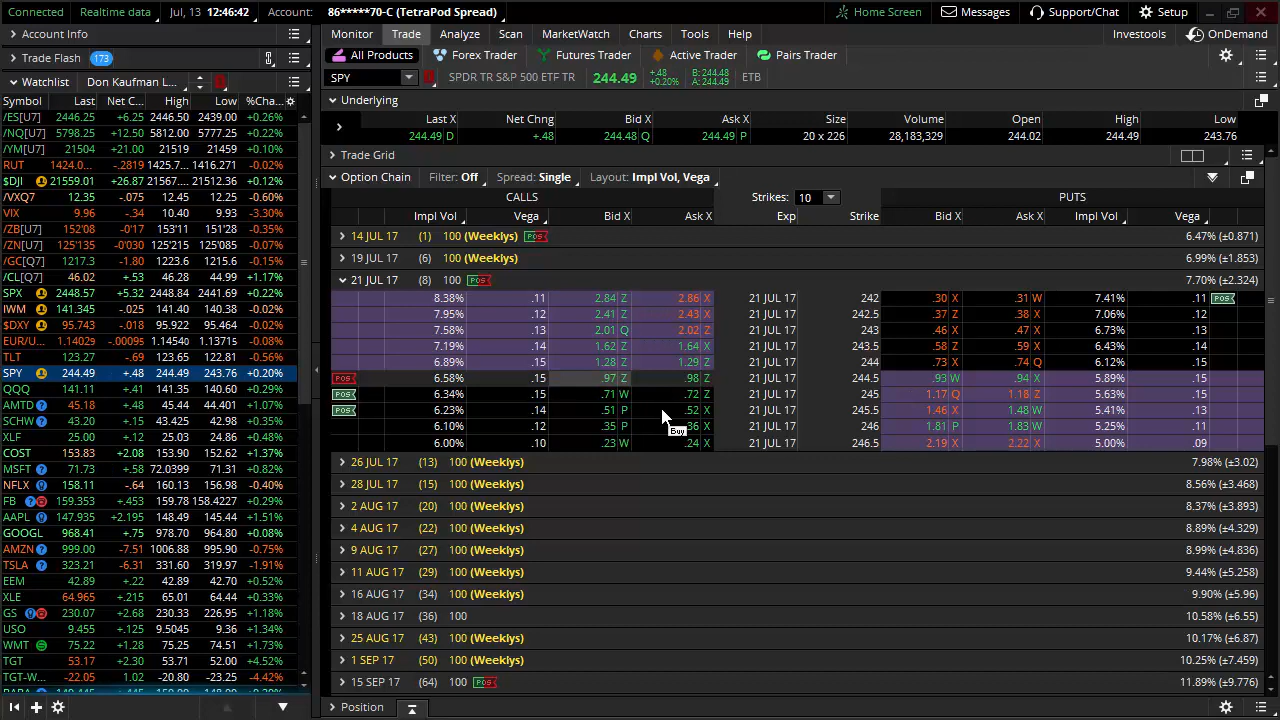 Connected Realtime data Jul, 13 12:46:42 Account: 86*****70-C (TetraPod Spread) Home Screen Messages Support/Chat Setup
Account Info
Trade Flash 173
Watchlist Don Kaufman L...
Symbol Last Net C... High Low %Cha...
/ES[U7] 2446.25 +6.25 2446.50 2439.00 +0.26%
/NQ[U7] 5798.25 +12.50 5812.00 5777.25 +0.22%
/YM[U7] 21504 +21.00 21519 21459 +0.10%
RUT 1424.0... -.2819 1425.7... 1416.271 -0.02%
$DJI 21559.01 +26.87 21567.... 21512.36 +0.12%
/VXQ7 12.35 -.075 12.45 12.25 -0.60%
VIX 9.96 -.34 10.40 9.93 -3.30%
/ZB[U7] 152'08 -0'17 153'11 151'28 -0.35%
/ZN[U7] 125'135 -0'030 125'205 125'085 -0.07%
/GC[Q7] 1217.3 -1.80 1223.6 1215.6 -0.15%
/CL[Q7] 46.02 +.53 46.28 44.99 +1.17%
SPX 2448.57 +5.32 2448.84 2441.69 +0.22%
IWM 141.345 -.025 141.40 140.38 -0.02%
$DXY 95.743 -.018 95.922 95.464 -0.02%
EUR/U... 1.14029 -.00095 1.14540 1.13715 -0.08%
TLT 123.27 -.69 123.65 122.81 -0.56%
SPY 244.49 +.48 244.49 243.76 +0.20%
QQQ 141.11 +.41 141.35 140.60 +0.29%
AMTD 45.18 +.48 45.44 44.401 +1.07%
SCHW 43.20 +.15 43.425 42.98 +0.35%
XLF 25.00 +.12 25.03 24.86 +0.48%
COST 153.83 +2.08 153.90 152.62 +1.37%
MSFT 71.73 +.58 72.0399 71.31 +0.82%
NFLX 158.11 -.64 160.13 156.98 -0.40%
FB 159.353 +.453 159.78 158.4227 +0.29%
AAPL 147.935 +2.195 148.49 145.44 +1.51%
GOOGL 968.41 +.75 978.70 964.80 +0.08%
AMZN 999.00 -7.51 1006.88 995.90 -0.75%
TSLA 323.21 -6.31 331.60 319.97 -1.91%
EEM 42.89 +.22 42.89 42.70 +0.52%
XLE 64.965 +.215 65.01 64.44 +0.33%
GS 230.07 +2.68 230.33 226.95 +1.18%
USO 9.455 +.125 9.5045 9.36 +1.34%
WMT 75.22 +1.28 75.25 74.51 +1.73%
TGT 53.17 +2.30 53.71 52.00 +4.52%
TGT-W... -22.05 1.02 -20.80 -23.25 -4.42%
Monitor Trade Analyze Scan MarketWatch Charts Tools Help Investools OnDemand
All Products Forex Trader Futures Trader Active Trader Pairs Trader
SPY SPDR TR S&P 500 ETF TR 244.49 +.48 +0.20% B: 244.48 A: 244.49 ETB
Underlying
Last X Net Chng Bid X Ask X Size Volume Open High Low
244.49 D +.48 244.48 Q 244.49 P 20 x 226 28,183,329 244.02 244.49 243.76
Trade Grid
Option Chain Filter: Off Spread: Single Layout: Impl Vol, Vega
CALLS Strikes: 10 PUTS
Impl Vol Vega Bid X Ask X Exp Strike Bid X Ask X Impl Vol Vega
14 JUL 17 (1) 100 (Weeklys) POS 6.47% (±0.871)
19 JUL 17 (6) 100 (Weeklys) 6.99% (±1.853)
21 JUL 17 (8) 100 POS 7.70% (±2.324)
8.38% .11 2.84 Z 2.86 X 21 JUL 17 242 .30 X .31 W 7.41% .11 POS
7.95% .12 2.41 Z 2.43 X 21 JUL 17 242.5 .37 Z .38 X 7.06% .12
7.58% .13 2.01 Q 2.02 Z 21 JUL 17 243 .46 X .47 X 6.73% .13
7.19% .14 1.62 Z 1.64 X 21 JUL 17 243.5 .58 Z .59 X 6.43% .14
6.89% .15 1.28 Z 1.29 Z 21 JUL 17 244 .73 X .74 Q 6.12% .15
POS 6.58% .15 .97 Z .98 Z 21 JUL 17 244.5 .93 W .94 X 5.89% .15
POS 6.34% .15 .71 W .72 Z 21 JUL 17 245 1.17 Q 1.18 Z 5.63% .15
POS 6.23% .14 .51 P .52 X 21 JUL 17 245.5 1.46 X 1.48 W 5.41% .13
6.10% .12 .35 P .36 X 21 JUL 17 246 1.81 P 1.83 W 5.25% .11
Buy
6.00% .10 .23 W .24 X 21 JUL 17 246.5 2.19 X 2.22 X 5.00% .09
26 JUL 17 (13) 100 (Weeklys) 7.98% (±3.02)
28 JUL 17 (15) 100 (Weeklys) 8.56% (±3.468)
2 AUG 17 (20) 100 (Weeklys) 8.37% (±3.893)
4 AUG 17 (22) 100 (Weeklys) 8.89% (±4.329)
9 AUG 17 (27) 100 (Weeklys) 8.99% (±4.836)
11 AUG 17 (29) 100 (Weeklys) 9.44% (±5.258)
16 AUG 17 (34) 100 (Weeklys) 9.90% (±5.96)
18 AUG 17 (36) 100 10.58% (±6.55)
25 AUG 17 (43) 100 (Weeklys) 10.17% (±6.87)
1 SEP 17 (50) 100 (Weeklys) 10.25% (±7.459)
15 SEP 17 (64) 100 POS 11.89% (±9.776)
Position